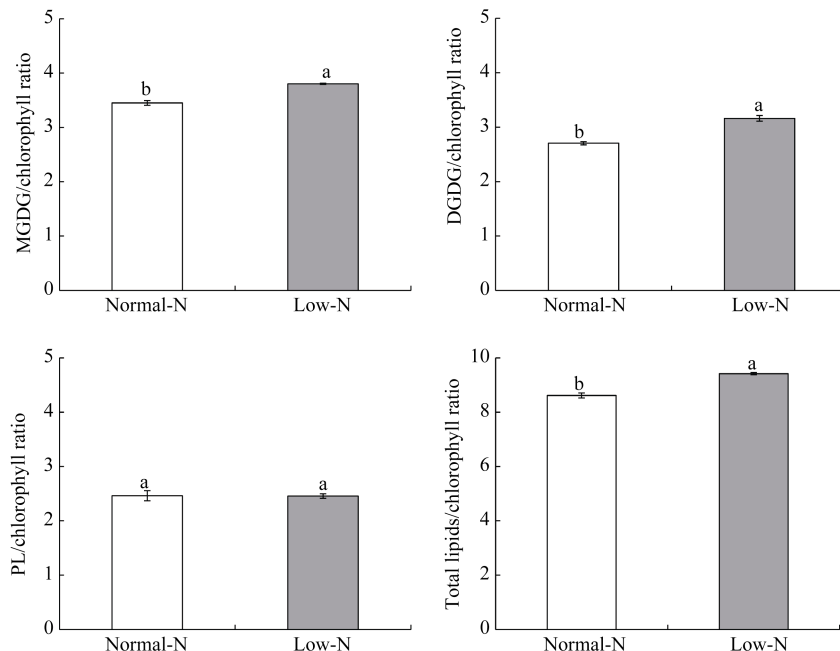 MGDG/chlorophyll ratio
5
4
3
2
1
0
b
a
Normal-N
Low-N
DGDG/chlorophyll ratio
5
4
3
2
1
0
b
a
Normal-N
Low-N
PL/chlorophyll ratio
5
4
3
2
1
0
a
a
Normal-N
Low-N
Total lipids/chlorophyll ratio
10
8
6
4
2
0
b
a
Normal-N
Low-N